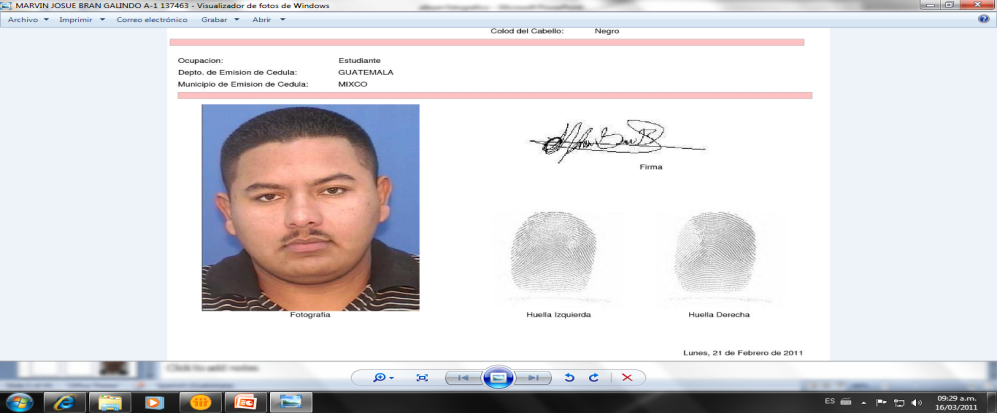 MARVIN JOSUE BRAN GALINDO A-1 137463 - Visualizador de fotos de Windows
Archivo Imprimir Correo electrónico Grabar Abrir
Colod del Cabello: Negro
Ocupacion: Estudiante
Depto. de Emision de Cedula: GUATEMALA
Municipio de Emision de Cedula: MIXCO
Firma
Fotografia
Huella Izquierda Huella Derecha
Lunes, 21 de Febrero de 2011
Click to add notes
ES 09:29 a.m.
16/03/2011